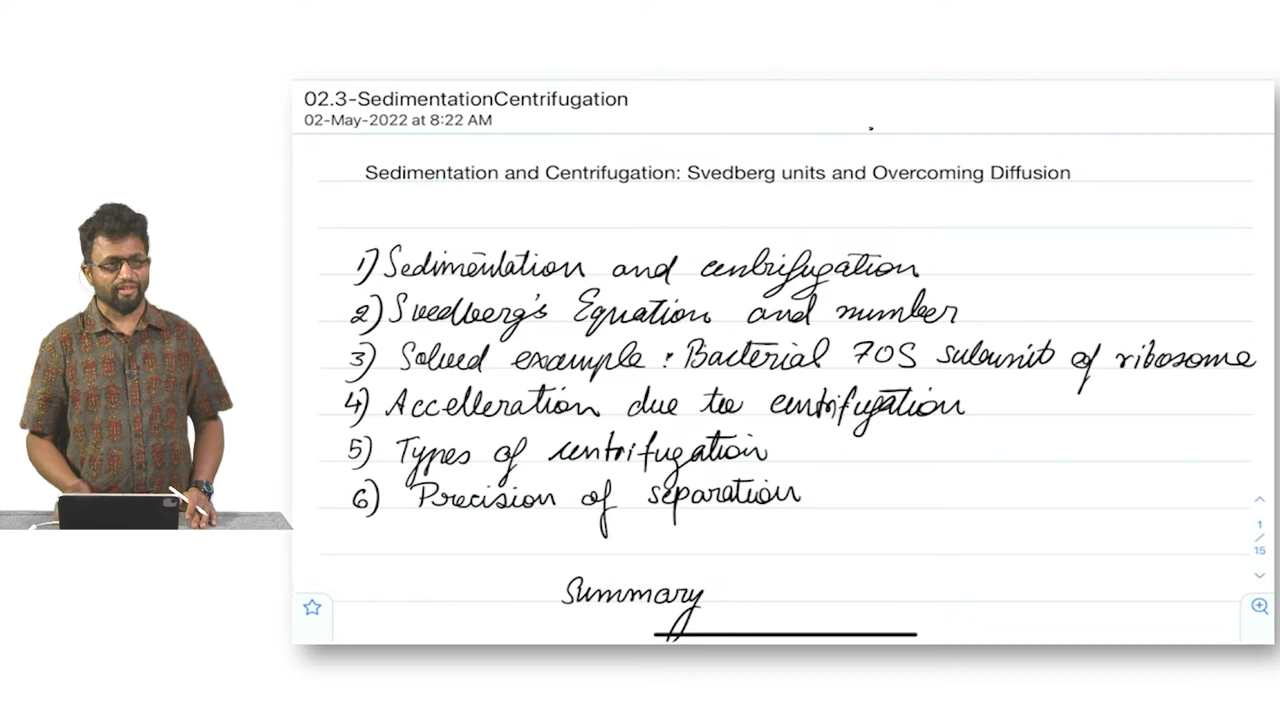 02.3-SedimentationCentrifugation
02-May-2022 at 8:22 AM
Sedimentation and Centrifugation: Svedberg units and Overcoming Diffusion
1) Sedimentation and centrifugation
2) Svedberg's Equation and number
3) Solved example : Bacterial 70S subunit of ribosome
4) Accelleration due to centrifugation
5) Types of centrifugation
6) Precision of separation
Summary
1
/
15